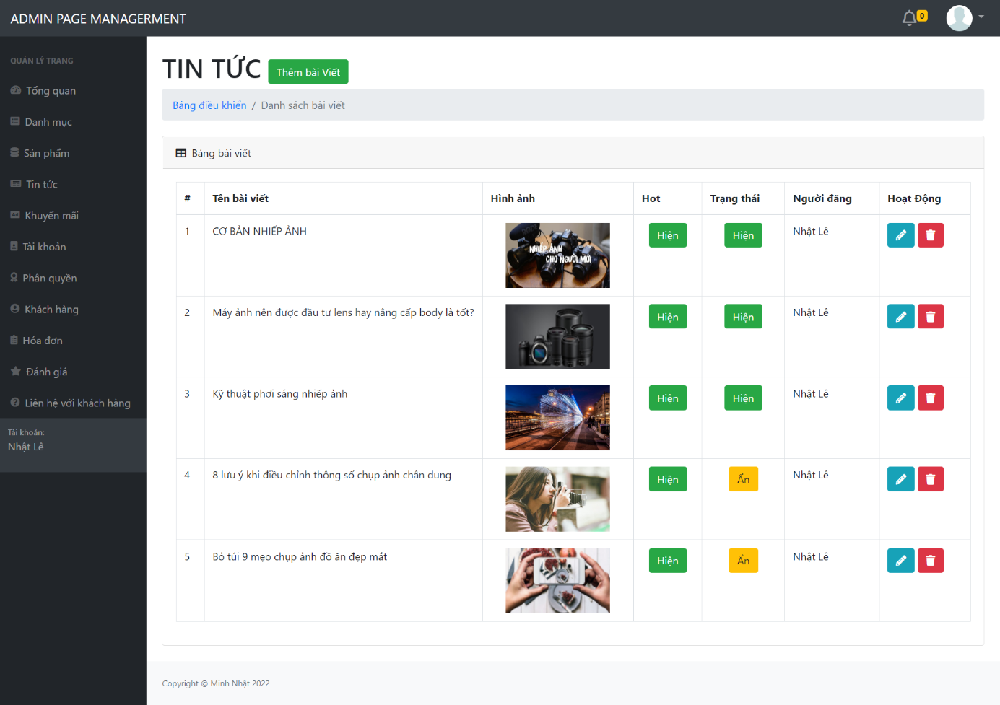 ADMIN PAGE MANAGERMENT
0
QUẢN LÝ TRANG
Tổng quan
Danh mục
Sản phẩm
Tin tức
Khuyến mãi
Tài khoản
Phân quyền
Khách hàng
Hóa đơn
Đánh giá
Liên hệ với khách hàng
Tài khoản:
Nhật Lê
TIN TỨC Thêm bài Viết
Bảng điều khiển / Danh sách bài viết
Bảng bài viết
# Tên bài viết Hình ảnh Hot Trạng thái Người đăng Hoạt Động
1 CƠ BẢN NHIẾP ẢNH Hiện Hiện Nhật Lê
NHIẾP ẢNH
CHO NGƯỜI MỚI
2 Máy ảnh nên được đầu tư lens hay nâng cấp body là tốt? Hiện Hiện Nhật Lê
3 Kỹ thuật phơi sáng nhiếp ảnh Hiện Hiện Nhật Lê
4 8 lưu ý khi điều chỉnh thông số chụp ảnh chân dung Hiện Ẩn Nhật Lê
5 Bỏ túi 9 mẹo chụp ảnh đồ ăn đẹp mắt Hiện Ẩn Nhật Lê
Copyright © Minh Nhật 2022